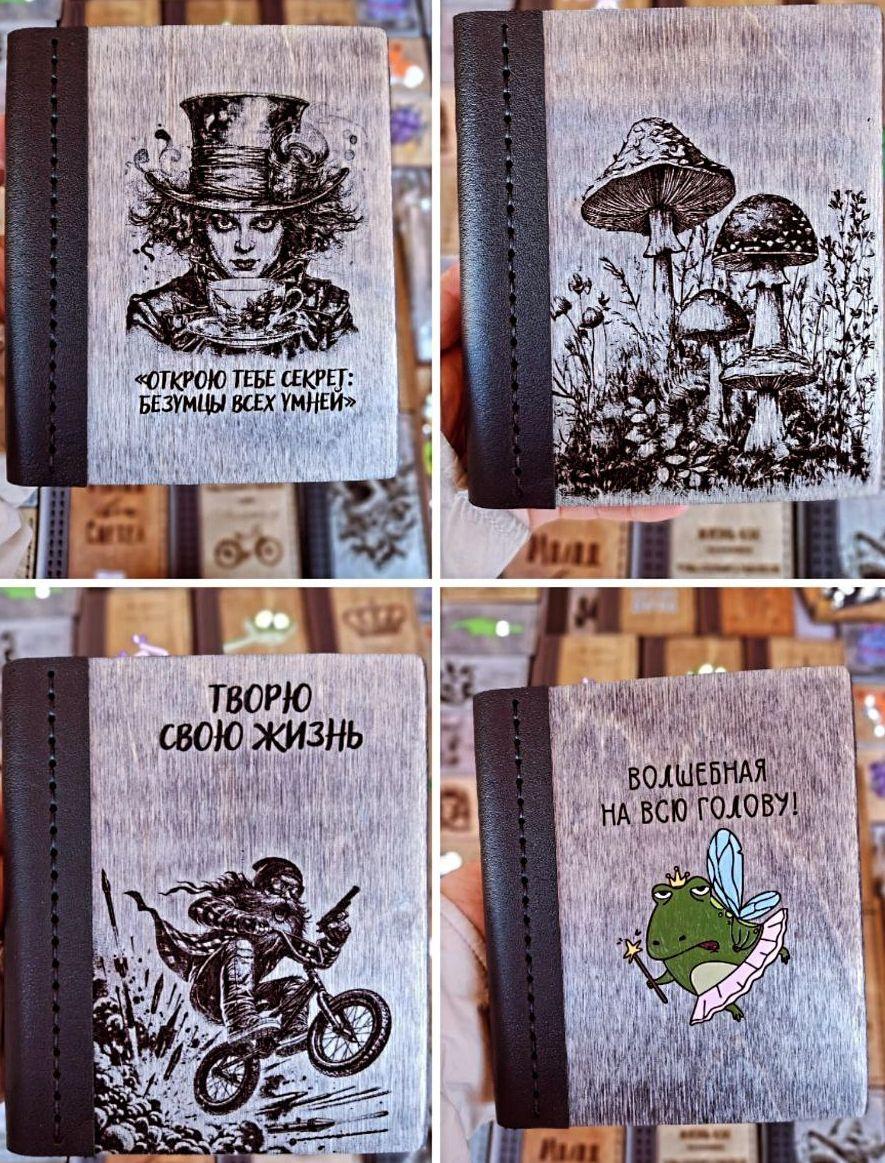 «ОТКРОЮ ТЕБЕ СЕКРЕТ:
БЕЗУМЦЫ ВСЕХ УМНЕЙ»
ТВОРЮ
СВОЮ ЖИЗНЬ
ВОЛШЕБНАЯ
НА ВСЮ ГОЛОВУ!